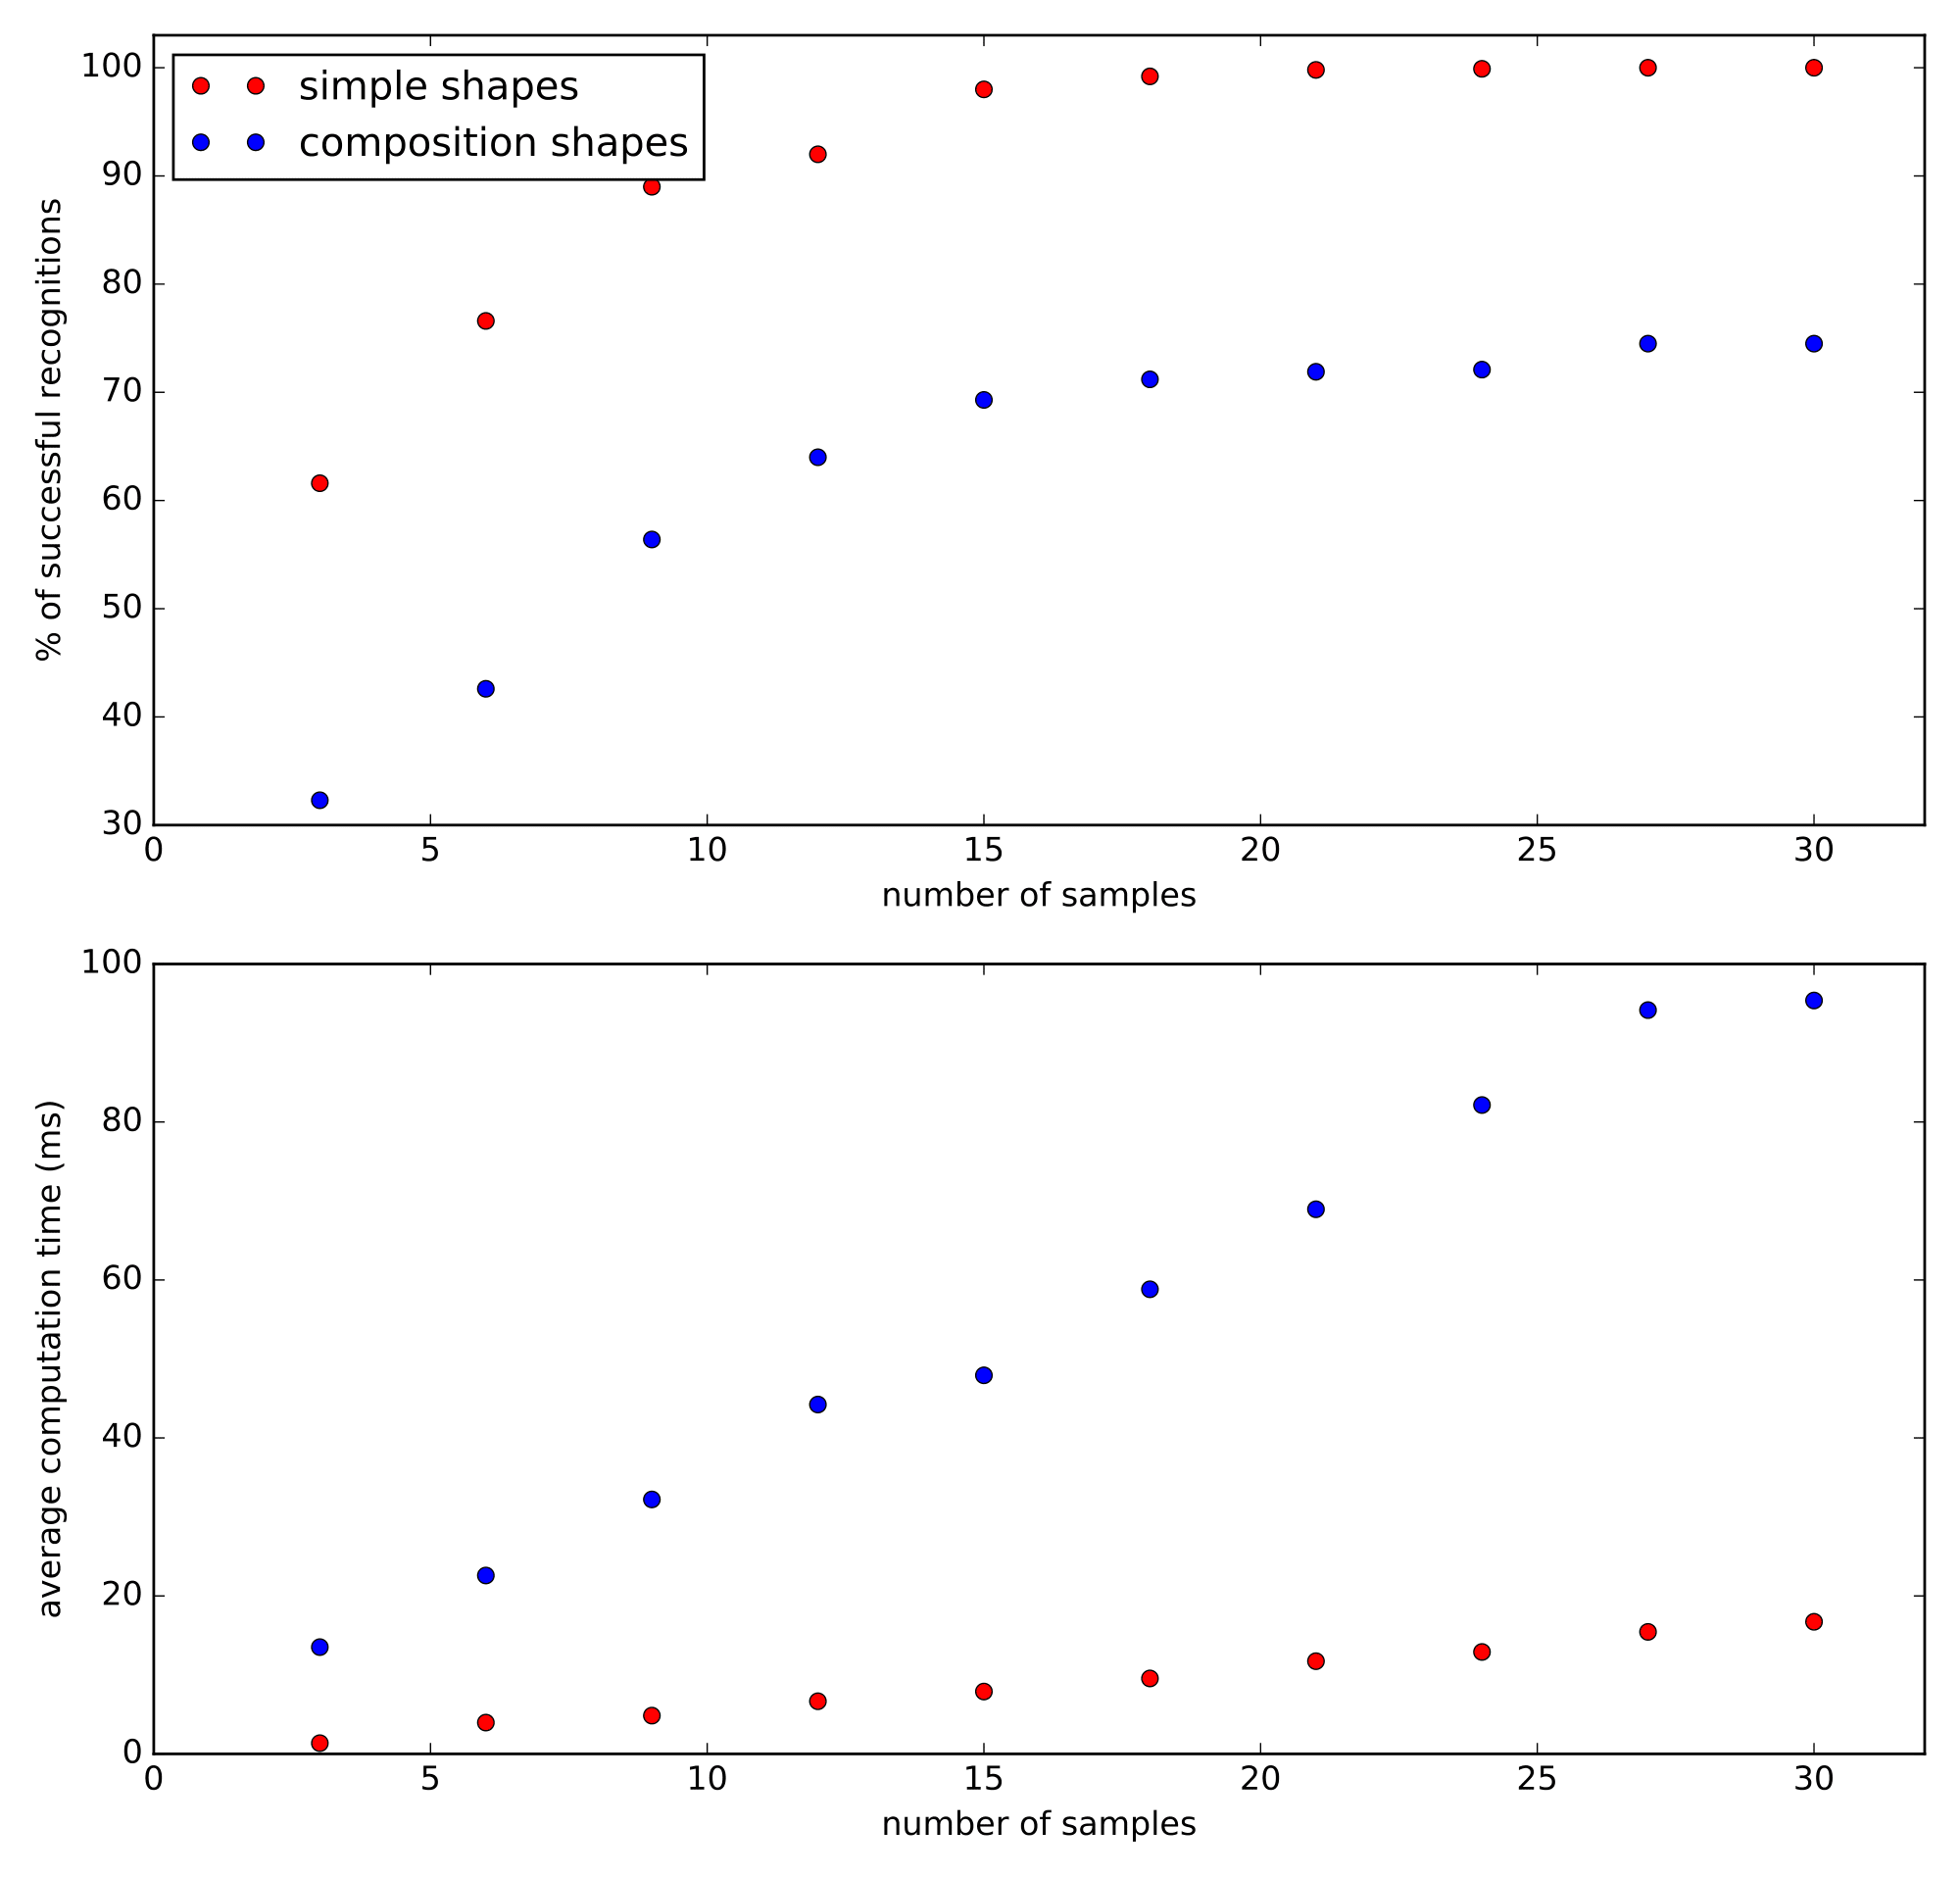 simple shapes
composition shapes
% of successful recognitions
100
90
80
70
60
50
40
30
0 5 10 15 20 25 30
number of samples
average computation time (ms)
100
80
60
40
20
0
0 5 10 15 20 25 30
number of samples